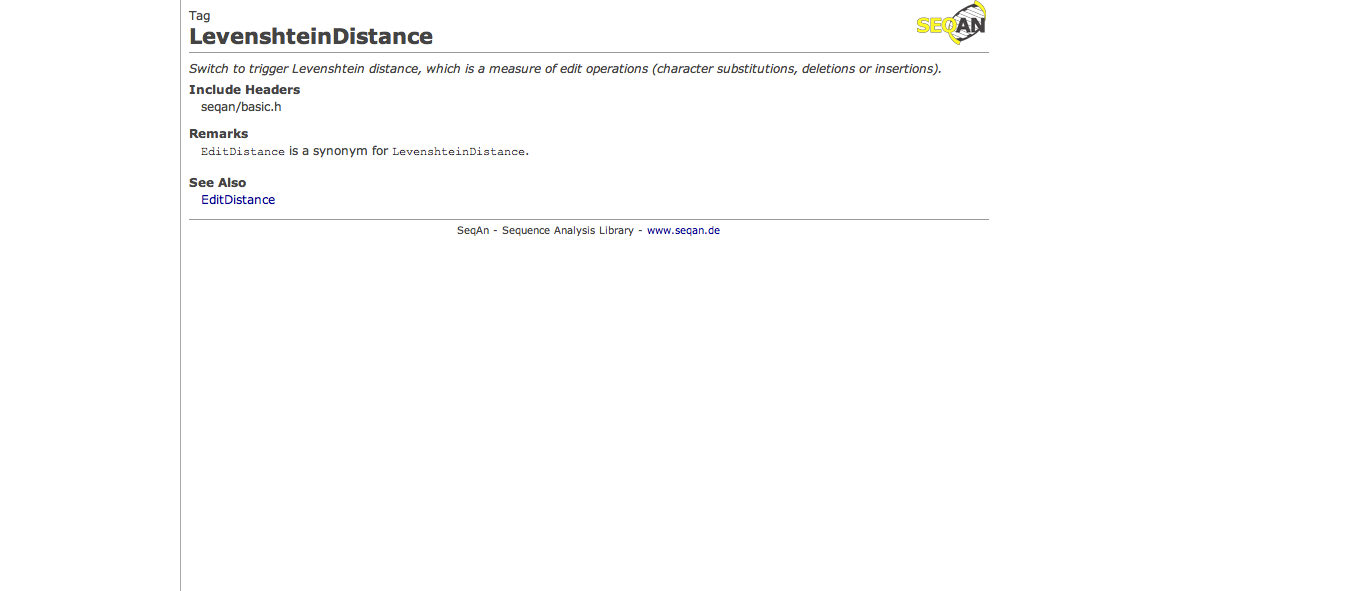 Tag
SEQAN
LevenshteinDistance
Switch to trigger Levenshtein distance, which is a measure of edit operations (character substitutions, deletions or insertions).
Include Headers
seqan/basic.h
Remarks
EditDistance is a synonym for LevenshteinDistance.
See Also
EditDistance
SeqAn - Sequence Analysis Library - www.seqan.de